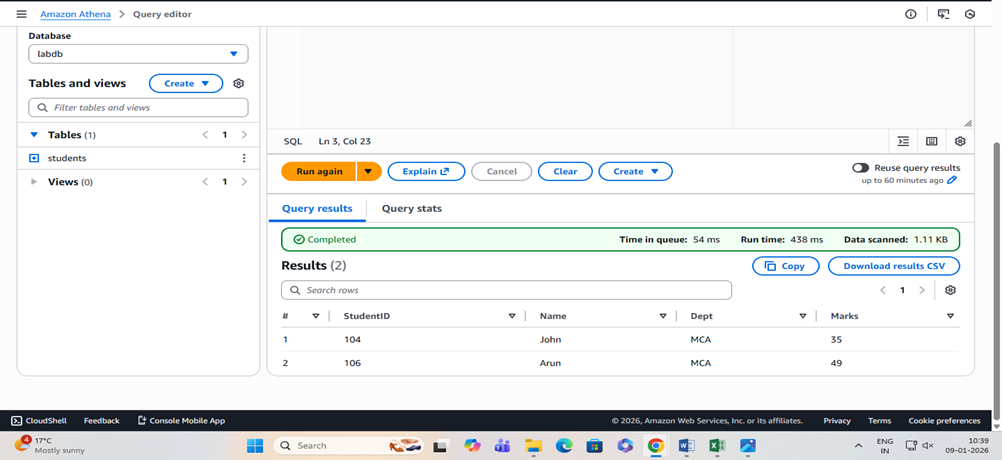 Amazon Athena > Query editor
Database
labdb
Tables and views Create
Filter tables and views
Tables (1) < 1 >
students
Views (0) < 1 >
SQL Ln 3, Col 23
Run again Explain Cancel Clear Create
Reuse query results
up to 60 minutes ago
Query results Query stats
Completed Time in queue: 54 ms Run time: 438 ms Data scanned: 1.11 KB
Results (2) Copy Download results CSV
Search rows < 1 >
# StudentID Name Dept Marks
1 104 John MCA 35
2 106 Arun MCA 49
CloudShell Feedback Console Mobile App © 2026, Amazon Web Services, Inc. or its affiliates. Privacy Terms Cookie preferences
4 17°C
Mostly sunny
Search
ENG
IN
10:39
09-01-2026